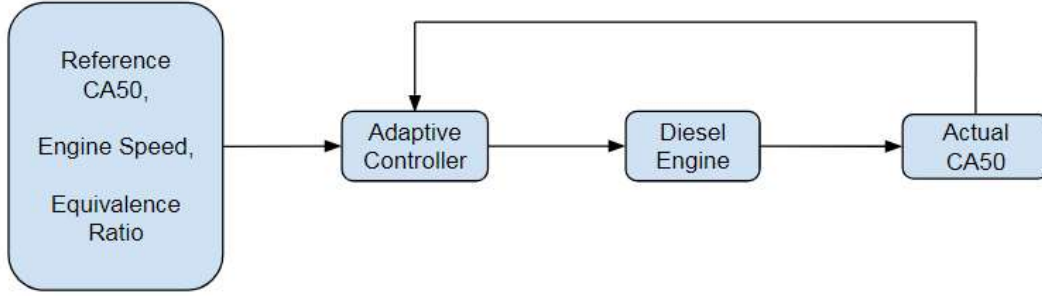 Reference
CA50,
Engine Speed,
Equivalence
Ratio
Adaptive
Controller
Diesel
Engine
Actual
CA50